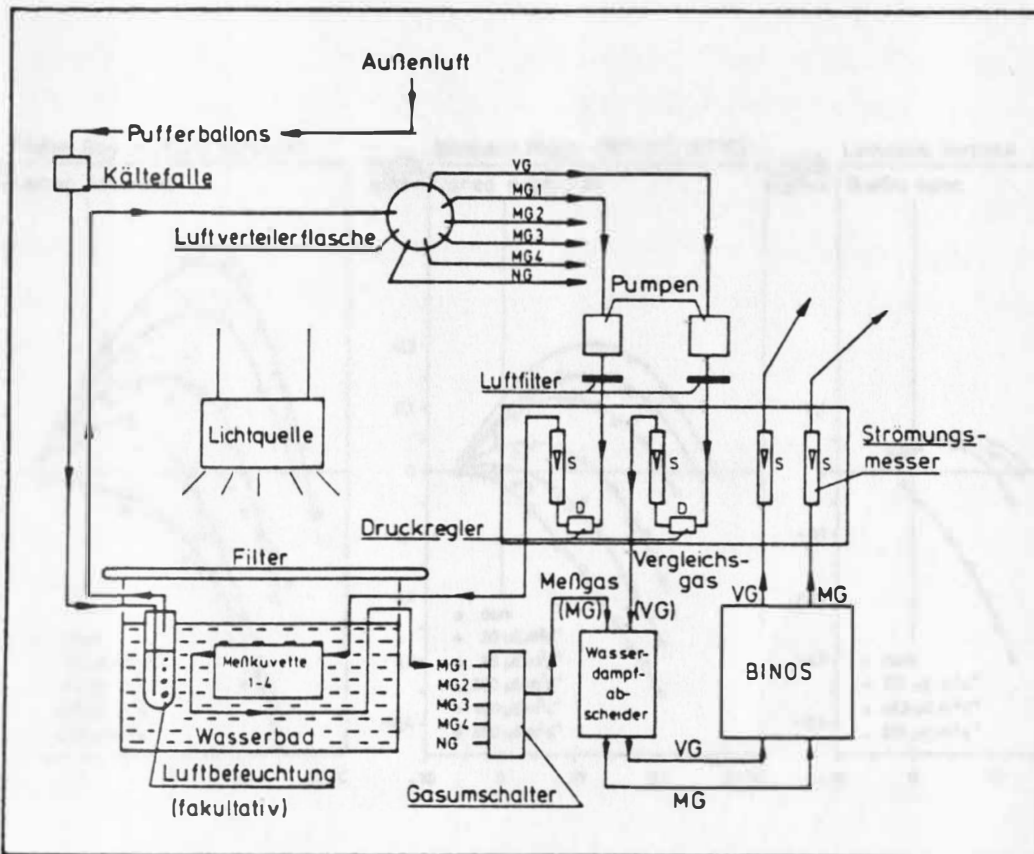 Außenluft
Pufferballons
Kältefalle
VG
MG1
MG2
MG3
MG4
NG
Luftverteilerflasche
Pumpen
Luftfilter
Lichtquelle
S
S
S
S
Strömungs-
messer
D
D
Druckregler
Filter
Vergleichs-
gas
Meßgas
(MG)
(VG)
VG
MG
Meßkuvette
1-4
MG1
MG2
MG3
MG4
NG
Wasser-
dampf-
ab-
scheider
BINOS
Wasserbad
VG
Luftbefeuchtung
(fakultativ)
Gasumschalter
MG